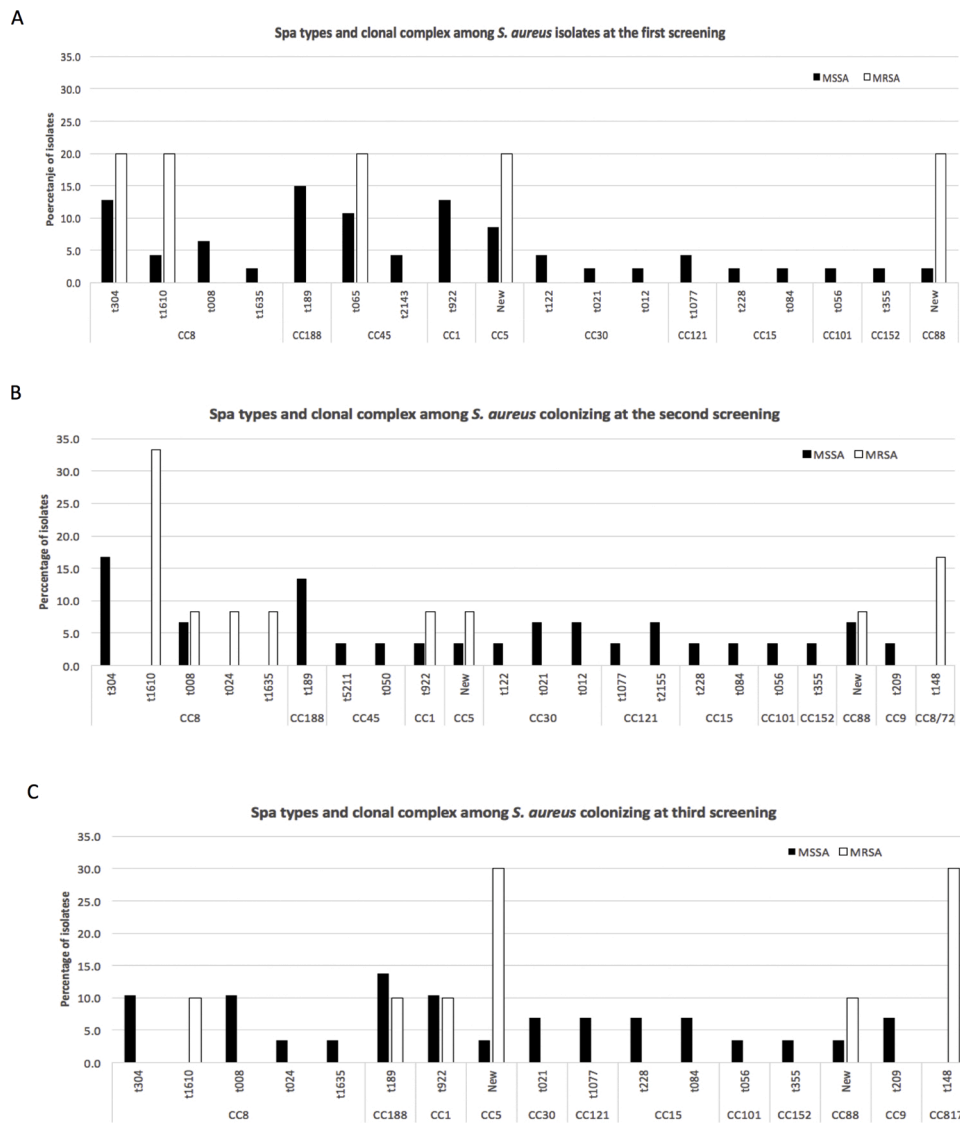 A
Spa types and clonal complex among S. aureus isolates at the first screening
MSSA MRSA
Poercetanje of isolates
35.0
30.0
25.0
20.0
15.0
10.0
5.0
0.0
t304 t1610 t008 t1635 t189 t065 t2143 t922 New t122 t021 t012 t1077 t228 t084 t056 t355 New
CC8 CC188 CC45 CC1 CC5 CC30 CC121 CC15 CC101 CC152 CC88
B
Spa types and clonal complex among S. aureus colonizing at the second screening
MSSA MRSA
Perccentage of isolates
35.0
30.0
25.0
20.0
15.0
10.0
5.0
0.0
t304 t1610 t008 t024 t1635 t189 t5211 t050 t922 New t122 t021 t012 t1077 t2155 t228 t084 t056 t355 New t209 t148
CC8 CC188 CC45 CC1 CC5 CC30 CC121 CC15 CC101 CC152 CC88 CC9 CC8/72
C
Spa types and clonal complex among S. aureus colonizing at third screening
MSSA MRSA
Percentage of isolatese
35.0
30.0
25.0
20.0
15.0
10.0
5.0
0.0
t304 t1610 t008 t024 t1635 t189 t922 New t021 t1077 t228 t084 t056 t355 New t209 t148
CC8 CC188 CC1 CC5 CC30 CC121 CC15 CC101 CC152 CC88 CC9 CC817